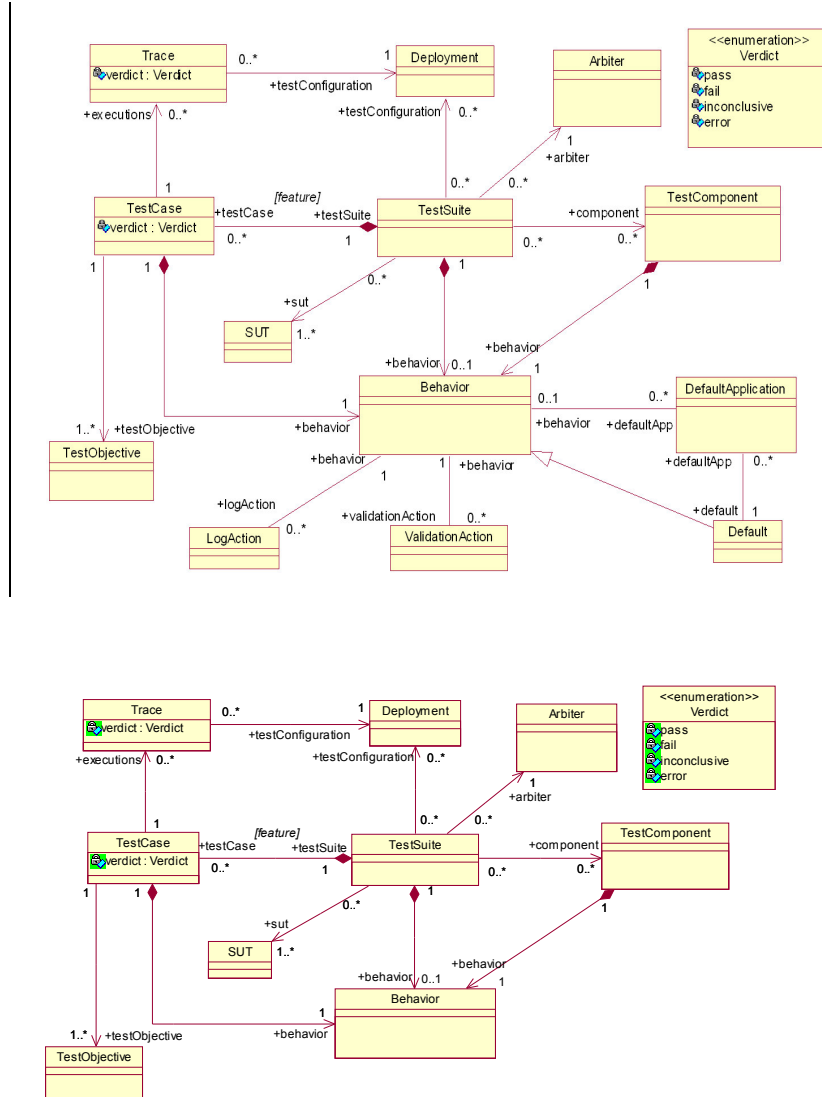 <<enumeration>>
Verdict
pass
fail
inconclusive
error
Trace
verdict : Verdict
0..*
1
+testConfiguration
Deployment
Arbiter
+executions
0..*
+testConfiguration
0..*
1
+arbiter
1
0..*
0..*
TestCase
verdict : Verdict
[feature]
+testCase
+testSuite
0..*
1
TestSuite
+component
0..*
0..*
TestComponent
1
1
0..*
1
1
+sut
1..*
SUT
+behavior
0..1
+behavior
1
Behavior
1
+behavior
0..1
0..*
+behavior
+defaultApp
DefaultApplication
1..*
+testObjective
TestObjective
+behavior
1
1
+behavior
+defaultApp
0..*
+logAction
0..*
+validationAction
0..*
+default
1
LogAction
ValidationAction
Default
<<enumeration>>
Verdict
pass
fail
inconclusive
error
Trace
verdict : Verdict
0..*
1
+testConfiguration
Deployment
Arbiter
+executions
0..*
+testConfiguration
0..*
1
+arbiter
1
0..*
0..*
TestCase
verdict : Verdict
[feature]
+testCase
+testSuite
0..*
1
TestSuite
+component
0..*
0..*
TestComponent
1
1
0..*
1
1
+sut
1..*
SUT
+behavior
0..1
+behavior
1
Behavior
1
+behavior
1..*
+testObjective
TestObjective